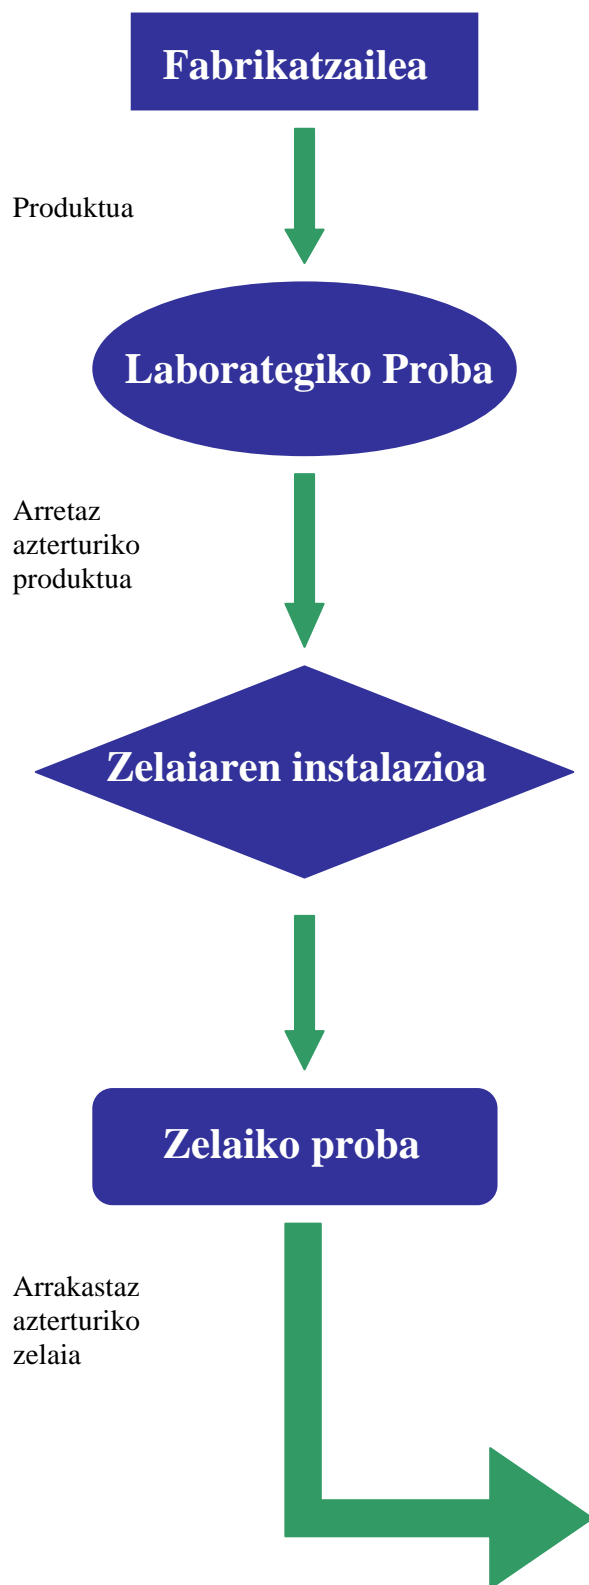 Fabrikatzailea
Produktua
Laborategiko Proba
Arretaz
azterturiko
produktua
Zelaiaren instalazioa
Zelaiko proba
Arrakastaz
azterturiko
zelaia